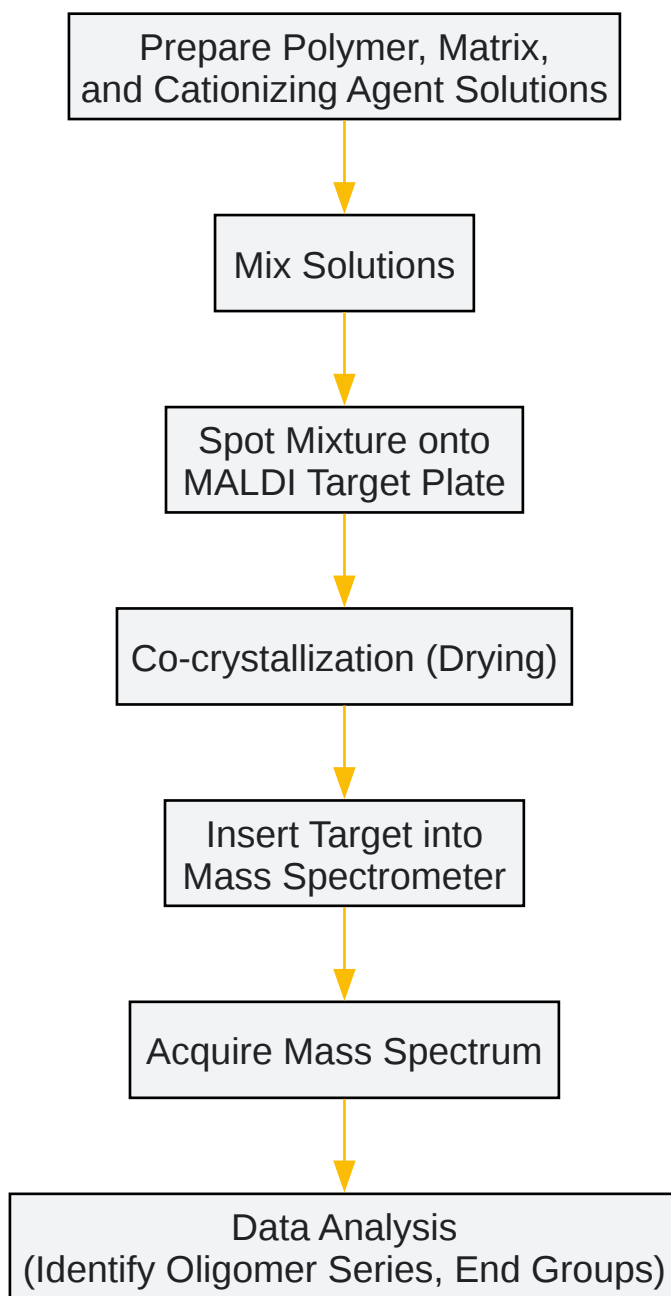 Prepare Polymer, Matrix,
and Cationizing Agent Solutions
Mix Solutions
Spot Mixture onto
MALDI Target Plate
Co-crystallization (Drying)
Insert Target into
Mass Spectrometer
Acquire Mass Spectrum
Data Analysis
(Identify Oligomer Series, End Groups)